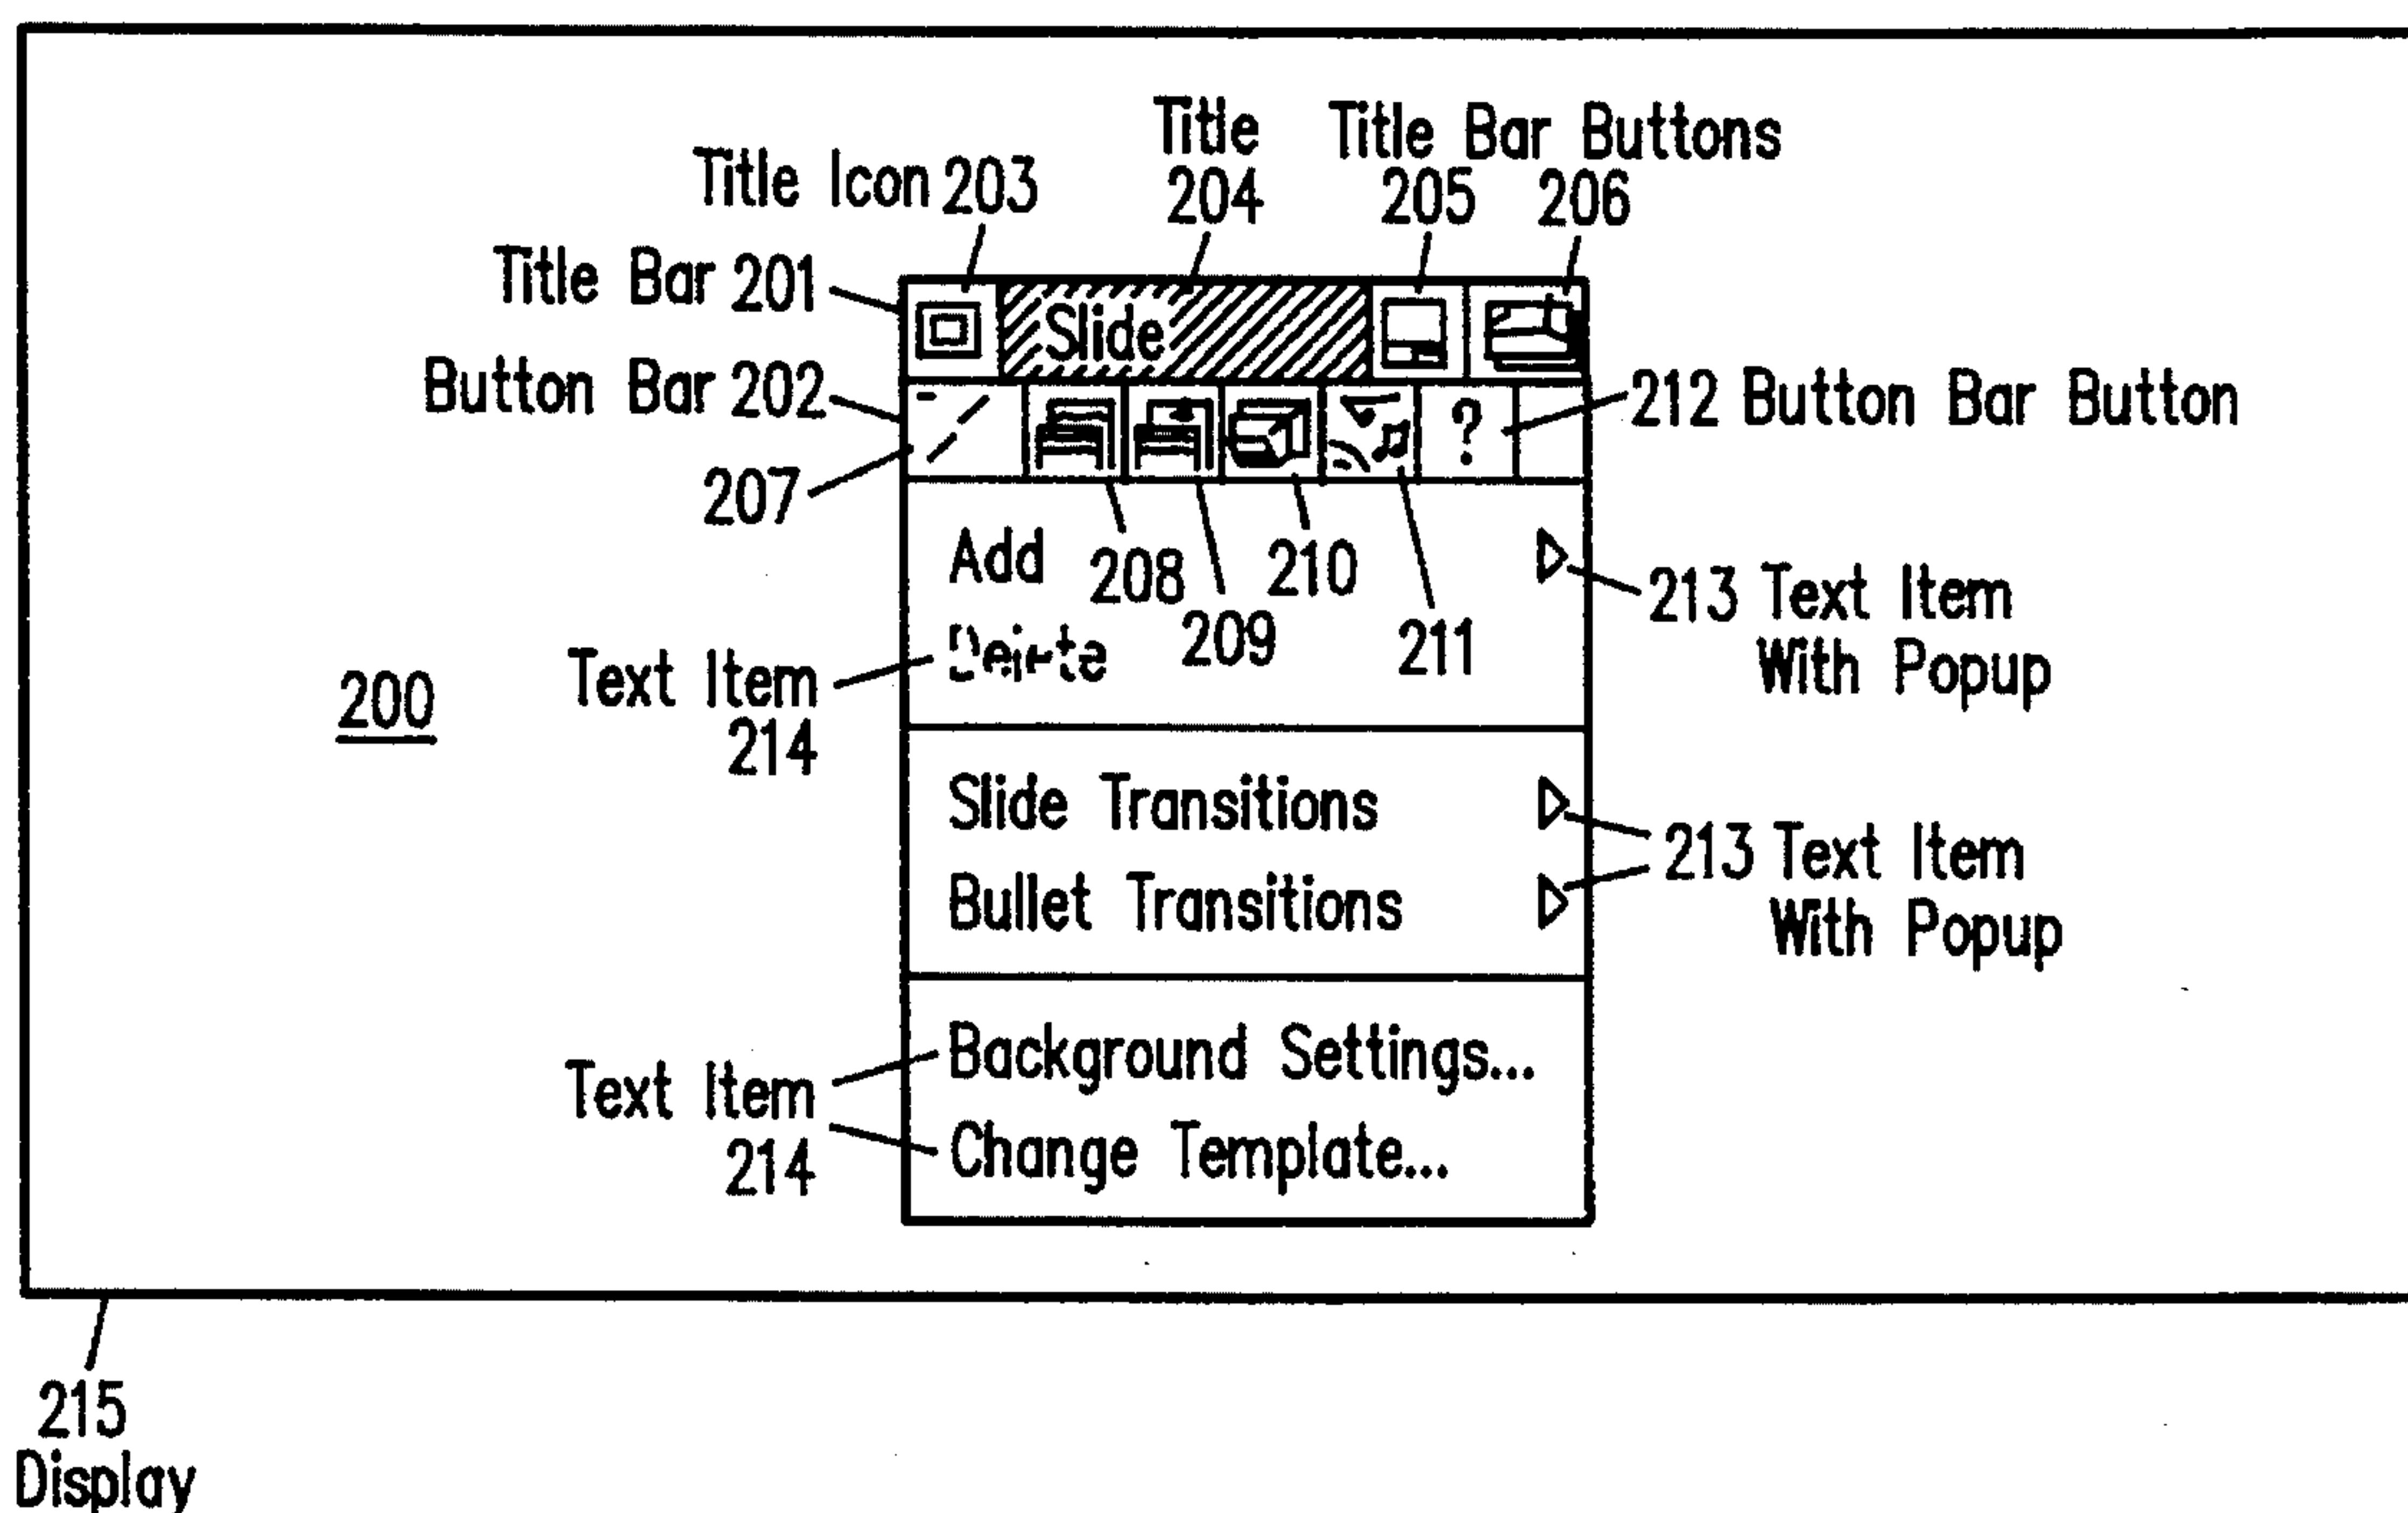 Title
Title Bar Buttons
Title Icon 203
204
205
206
Title Bar 201
Slide
Button Bar 202
?
212 Button Bar Button
207
Add
208
210
213 Text Item
With Popup
209
211
Text Item
214
200
Slide Transitions
213 Text Item
With Popup
Bullet Transitions
Background Settings...
Text Item
214
Change Template...
215
Display